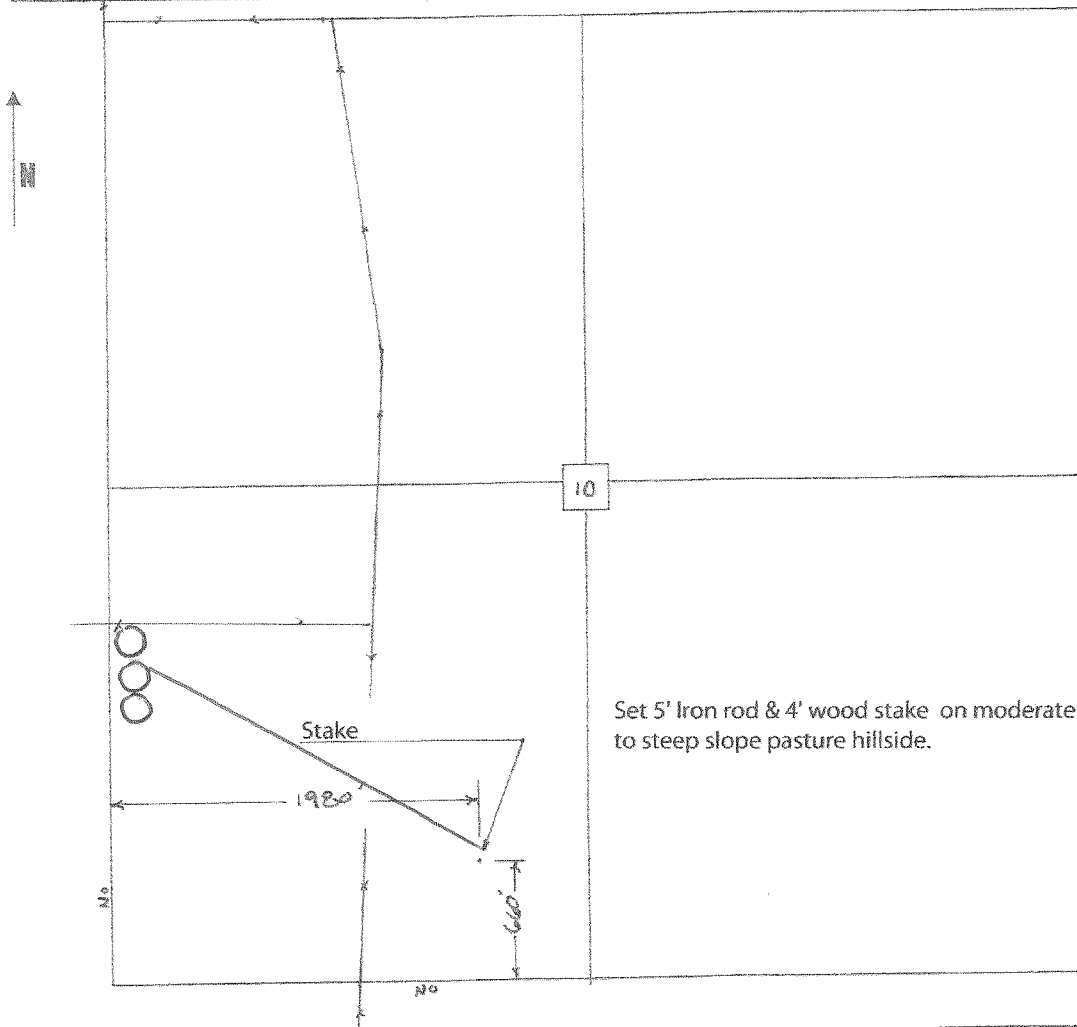 N
10
Set 5' Iron rod & 4' wood stake on moderate
to steep slope pasture hillside.
Stake
1980
660'
No
No